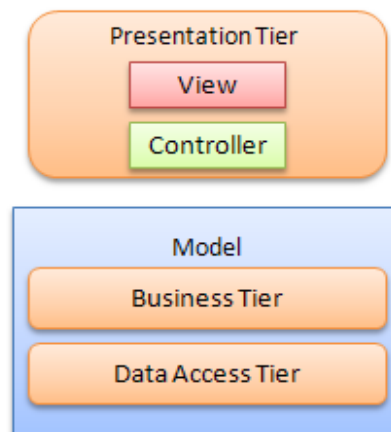 Presentation Tier
View
Controller
Model
Business Tier
Data Access Tier